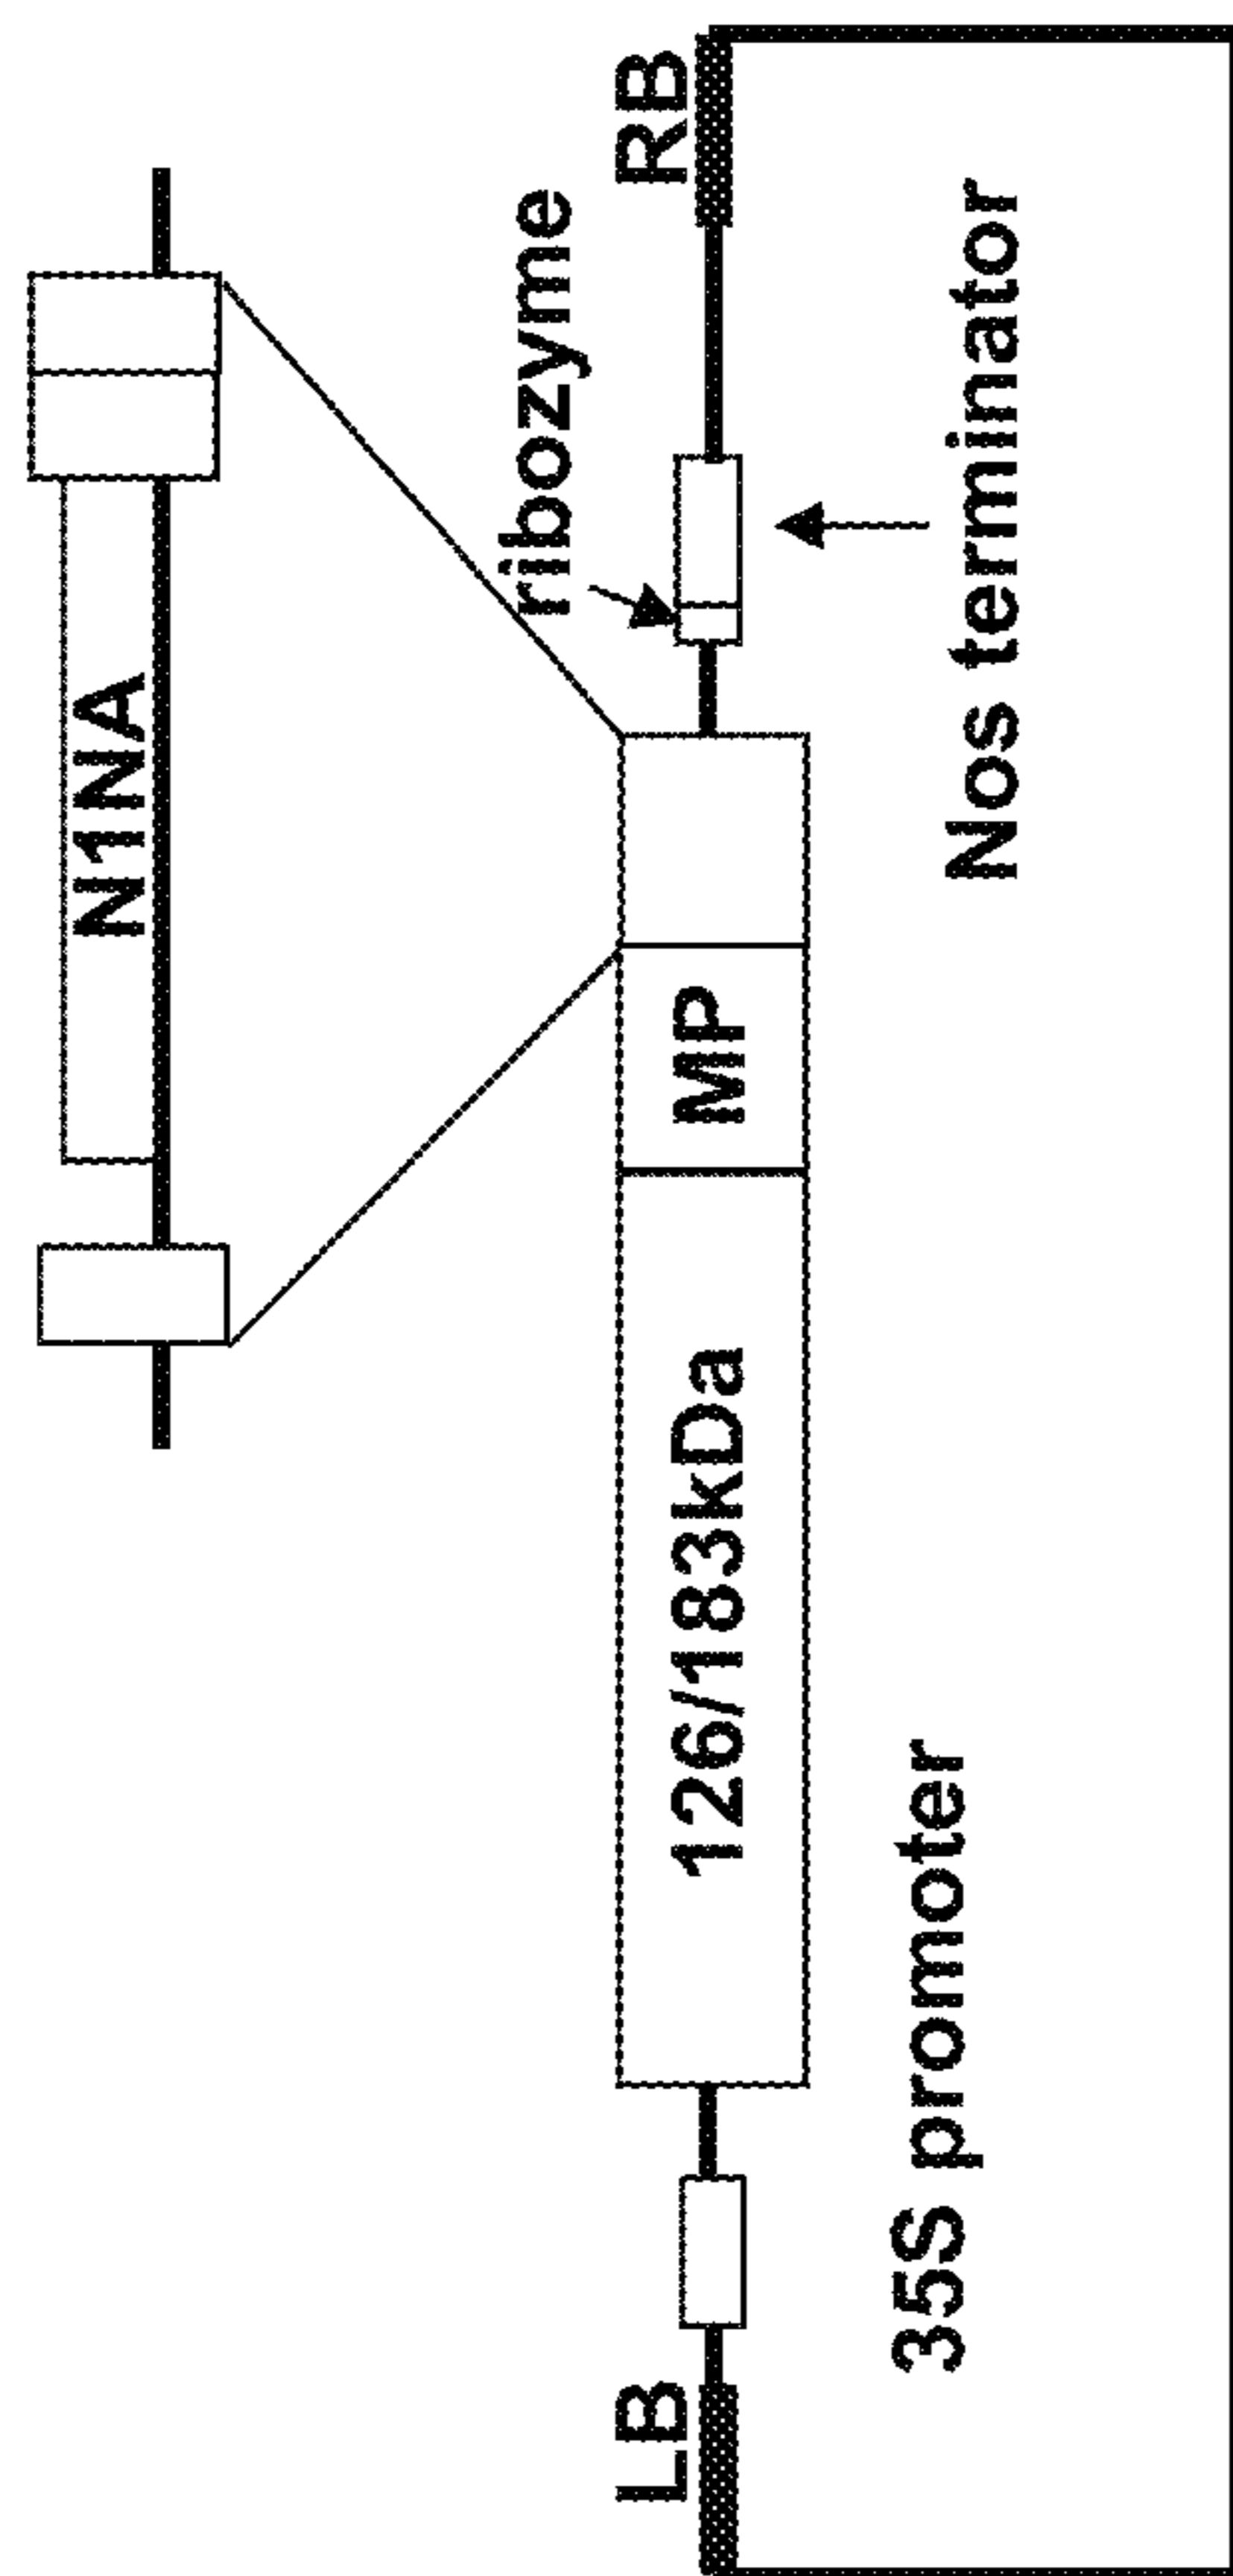 N1NA
ribozyme
LB
RB
126/183kDa
MP
35S promoter
Nos terminator